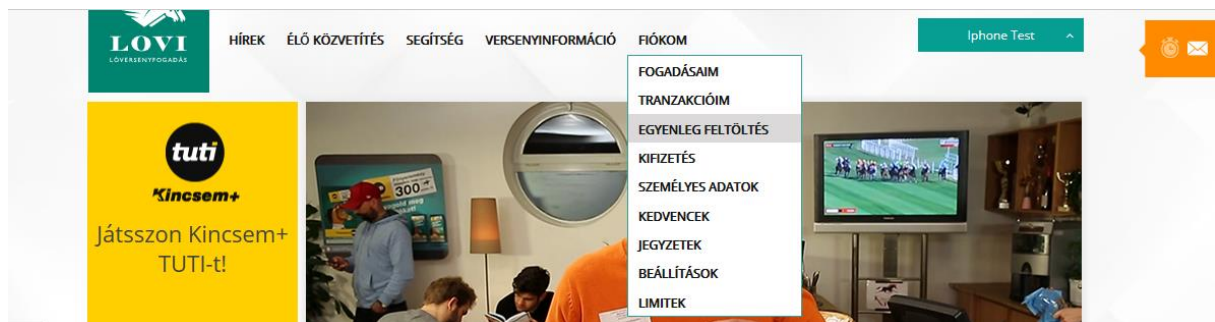 LOVI
LÓVERSENYFOGADÁS
HÍREK ÉLŐ KÖZVETÍTÉS SEGÍTSÉG VERSENYINFORMÁCIÓ FIÓKOM
Iphone Test
FOGADÁSAIM
TRANZAKCIÓIM
EGYENLEG FELTÖLTÉS
KIFIZETÉS
SZEMÉLYES ADATOK
KEDVENCEK
JEGYZETEK
BEÁLLÍTÁSOK
LIMITEK
tuti
Kincsem+
Játsszon Kincsem+
TUTI-t!
300